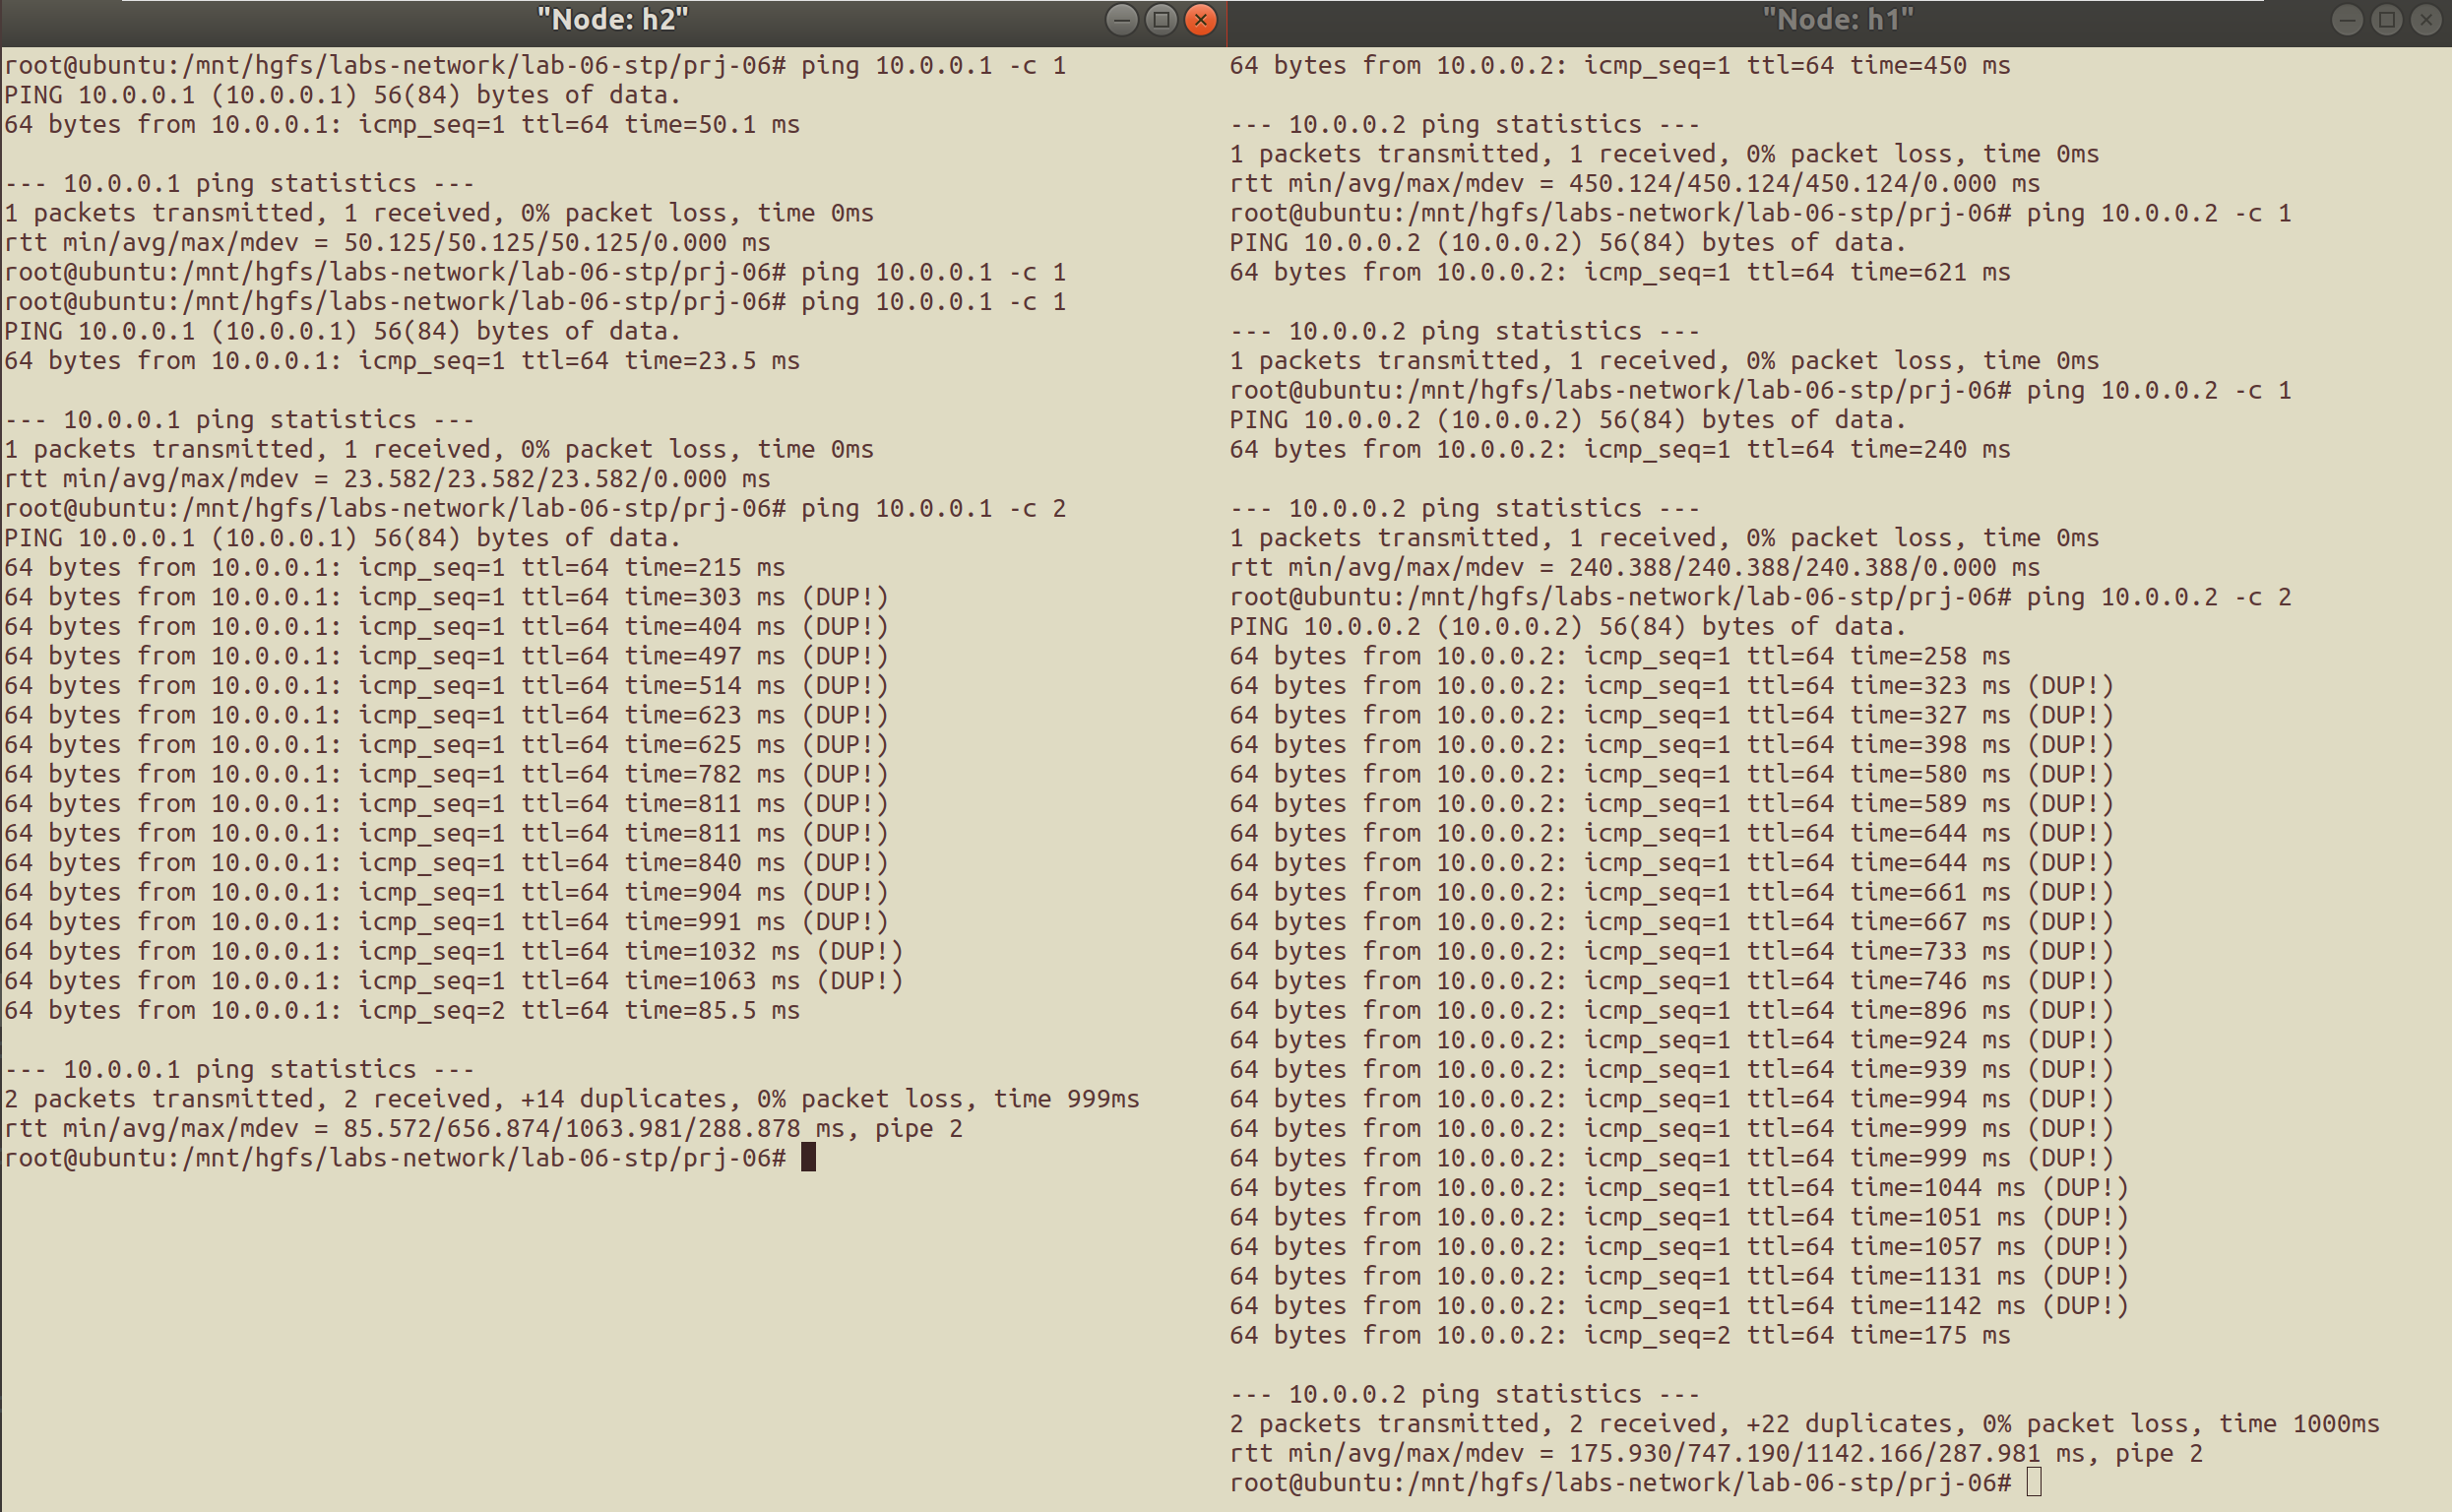 "Node: h2"
root@ubuntu:/mnt/hgfs/labs-network/lab-06-stp/prj-06# ping 10.0.0.1 -c 1
PING 10.0.0.1 (10.0.0.1) 56(84) bytes of data.
64 bytes from 10.0.0.1: icmp_seq=1 ttl=64 time=50.1 ms
--- 10.0.0.1 ping statistics ---
1 packets transmitted, 1 received, 0% packet loss, time 0ms
rtt min/avg/max/mdev = 50.125/50.125/50.125/0.000 ms
root@ubuntu:/mnt/hgfs/labs-network/lab-06-stp/prj-06# ping 10.0.0.1 -c 1
root@ubuntu:/mnt/hgfs/labs-network/lab-06-stp/prj-06# ping 10.0.0.1 -c 1
PING 10.0.0.1 (10.0.0.1) 56(84) bytes of data.
64 bytes from 10.0.0.1: icmp_seq=1 ttl=64 time=23.5 ms
--- 10.0.0.1 ping statistics ---
1 packets transmitted, 1 received, 0% packet loss, time 0ms
rtt min/avg/max/mdev = 23.582/23.582/23.582/0.000 ms
root@ubuntu:/mnt/hgfs/labs-network/lab-06-stp/prj-06# ping 10.0.0.1 -c 2
PING 10.0.0.1 (10.0.0.1) 56(84) bytes of data.
64 bytes from 10.0.0.1: icmp_seq=1 ttl=64 time=215 ms
64 bytes from 10.0.0.1: icmp_seq=1 ttl=64 time=303 ms (DUP!)
64 bytes from 10.0.0.1: icmp_seq=1 ttl=64 time=404 ms (DUP!)
64 bytes from 10.0.0.1: icmp_seq=1 ttl=64 time=497 ms (DUP!)
64 bytes from 10.0.0.1: icmp_seq=1 ttl=64 time=514 ms (DUP!)
64 bytes from 10.0.0.1: icmp_seq=1 ttl=64 time=623 ms (DUP!)
64 bytes from 10.0.0.1: icmp_seq=1 ttl=64 time=625 ms (DUP!)
64 bytes from 10.0.0.1: icmp_seq=1 ttl=64 time=782 ms (DUP!)
64 bytes from 10.0.0.1: icmp_seq=1 ttl=64 time=811 ms (DUP!)
64 bytes from 10.0.0.1: icmp_seq=1 ttl=64 time=811 ms (DUP!)
64 bytes from 10.0.0.1: icmp_seq=1 ttl=64 time=840 ms (DUP!)
64 bytes from 10.0.0.1: icmp_seq=1 ttl=64 time=904 ms (DUP!)
64 bytes from 10.0.0.1: icmp_seq=1 ttl=64 time=991 ms (DUP!)
64 bytes from 10.0.0.1: icmp_seq=1 ttl=64 time=1032 ms (DUP!)
64 bytes from 10.0.0.1: icmp_seq=1 ttl=64 time=1063 ms (DUP!)
64 bytes from 10.0.0.1: icmp_seq=2 ttl=64 time=85.5 ms
--- 10.0.0.1 ping statistics ---
2 packets transmitted, 2 received, +14 duplicates, 0% packet loss, time 999ms
rtt min/avg/max/mdev = 85.572/656.874/1063.981/288.878 ms, pipe 2
root@ubuntu:/mnt/hgfs/labs-network/lab-06-stp/prj-06#
"Node: h1"
64 bytes from 10.0.0.2: icmp_seq=1 ttl=64 time=450 ms
--- 10.0.0.2 ping statistics ---
1 packets transmitted, 1 received, 0% packet loss, time 0ms
rtt min/avg/max/mdev = 450.124/450.124/450.124/0.000 ms
root@ubuntu:/mnt/hgfs/labs-network/lab-06-stp/prj-06# ping 10.0.0.2 -c 1
PING 10.0.0.2 (10.0.0.2) 56(84) bytes of data.
64 bytes from 10.0.0.2: icmp_seq=1 ttl=64 time=621 ms
--- 10.0.0.2 ping statistics ---
1 packets transmitted, 1 received, 0% packet loss, time 0ms
root@ubuntu:/mnt/hgfs/labs-network/lab-06-stp/prj-06# ping 10.0.0.2 -c 1
PING 10.0.0.2 (10.0.0.2) 56(84) bytes of data.
64 bytes from 10.0.0.2: icmp_seq=1 ttl=64 time=240 ms
--- 10.0.0.2 ping statistics ---
1 packets transmitted, 1 received, 0% packet loss, time 0ms
rtt min/avg/max/mdev = 240.388/240.388/240.388/0.000 ms
root@ubuntu:/mnt/hgfs/labs-network/lab-06-stp/prj-06# ping 10.0.0.2 -c 2
PING 10.0.0.2 (10.0.0.2) 56(84) bytes of data.
64 bytes from 10.0.0.2: icmp_seq=1 ttl=64 time=258 ms
64 bytes from 10.0.0.2: icmp_seq=1 ttl=64 time=323 ms (DUP!)
64 bytes from 10.0.0.2: icmp_seq=1 ttl=64 time=327 ms (DUP!)
64 bytes from 10.0.0.2: icmp_seq=1 ttl=64 time=398 ms (DUP!)
64 bytes from 10.0.0.2: icmp_seq=1 ttl=64 time=580 ms (DUP!)
64 bytes from 10.0.0.2: icmp_seq=1 ttl=64 time=589 ms (DUP!)
64 bytes from 10.0.0.2: icmp_seq=1 ttl=64 time=644 ms (DUP!)
64 bytes from 10.0.0.2: icmp_seq=1 ttl=64 time=644 ms (DUP!)
64 bytes from 10.0.0.2: icmp_seq=1 ttl=64 time=661 ms (DUP!)
64 bytes from 10.0.0.2: icmp_seq=1 ttl=64 time=667 ms (DUP!)
64 bytes from 10.0.0.2: icmp_seq=1 ttl=64 time=733 ms (DUP!)
64 bytes from 10.0.0.2: icmp_seq=1 ttl=64 time=746 ms (DUP!)
64 bytes from 10.0.0.2: icmp_seq=1 ttl=64 time=896 ms (DUP!)
64 bytes from 10.0.0.2: icmp_seq=1 ttl=64 time=924 ms (DUP!)
64 bytes from 10.0.0.2: icmp_seq=1 ttl=64 time=939 ms (DUP!)
64 bytes from 10.0.0.2: icmp_seq=1 ttl=64 time=994 ms (DUP!)
64 bytes from 10.0.0.2: icmp_seq=1 ttl=64 time=999 ms (DUP!)
64 bytes from 10.0.0.2: icmp_seq=1 ttl=64 time=999 ms (DUP!)
64 bytes from 10.0.0.2: icmp_seq=1 ttl=64 time=1044 ms (DUP!)
64 bytes from 10.0.0.2: icmp_seq=1 ttl=64 time=1051 ms (DUP!)
64 bytes from 10.0.0.2: icmp_seq=1 ttl=64 time=1057 ms (DUP!)
64 bytes from 10.0.0.2: icmp_seq=1 ttl=64 time=1131 ms (DUP!)
64 bytes from 10.0.0.2: icmp_seq=1 ttl=64 time=1142 ms (DUP!)
64 bytes from 10.0.0.2: icmp_seq=2 ttl=64 time=175 ms
--- 10.0.0.2 ping statistics ---
2 packets transmitted, 2 received, +22 duplicates, 0% packet loss, time 1000ms
rtt min/avg/max/mdev = 175.930/747.190/1142.166/287.981 ms, pipe 2
root@ubuntu:/mnt/hgfs/labs-network/lab-06-stp/prj-06#